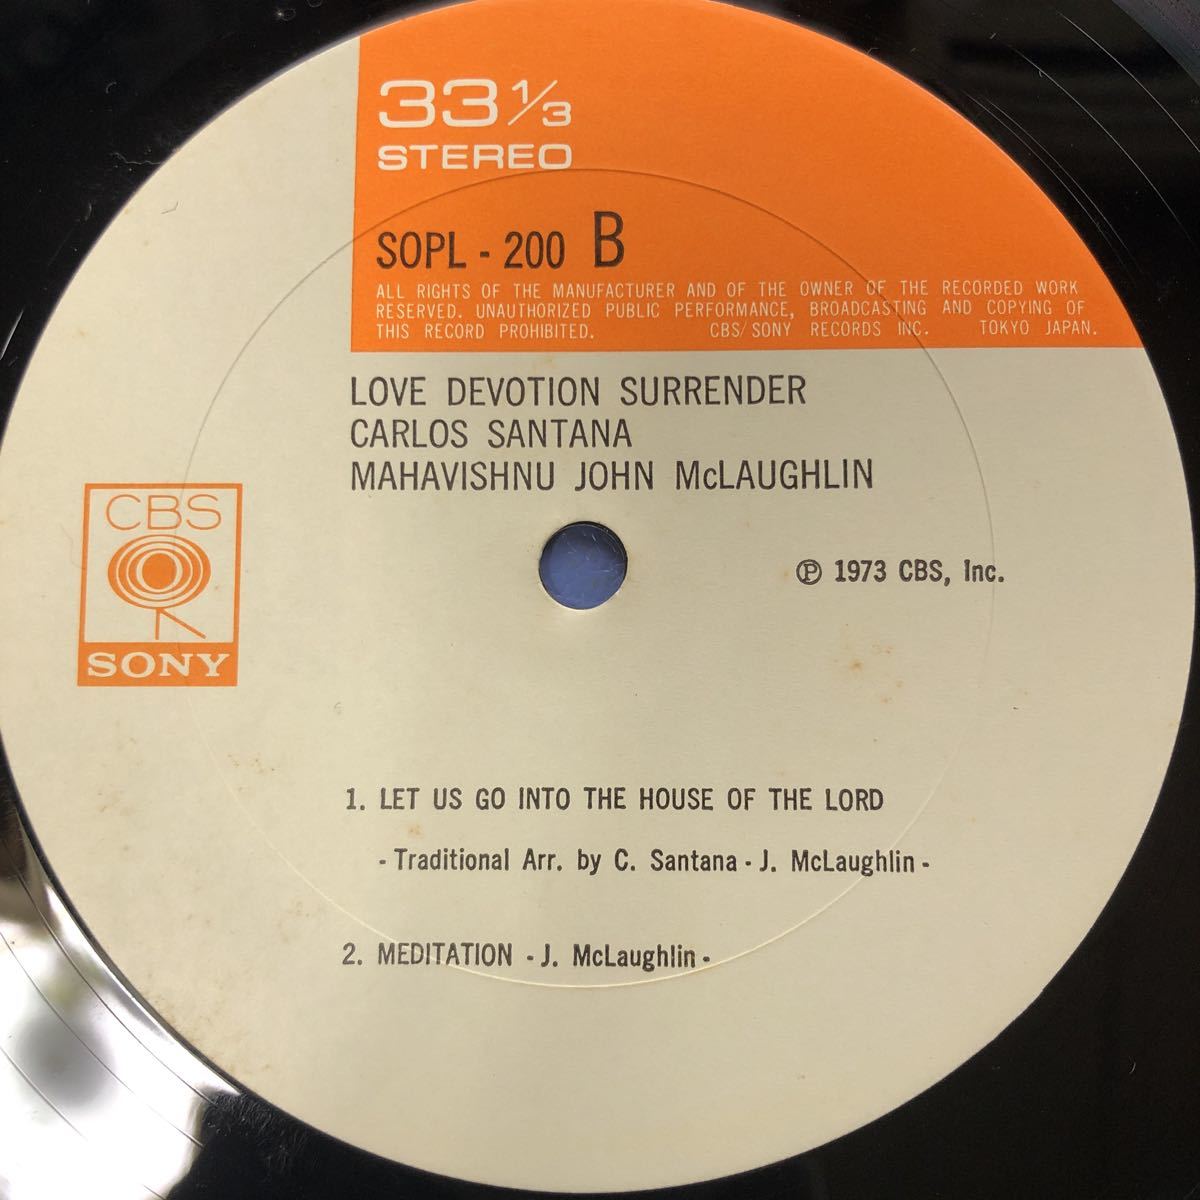 33 1/3
STEREO
SOPL - 200 B
ALL RIGHTS OF THE MANUFACTURER AND OF THE OWNER OF THE RECORDED WORK
RESERVED. UNAUTHORIZED PUBLIC PERFORMANCE, BROADCASTING AND COPYING OF
THIS RECORD PROHIBITED. CBS/SONY RECORDS INC. TOKYO JAPAN.
LOVE DEVOTION SURRENDER
CARLOS SANTANA
MAHAVISHNU JOHN McLAUGHLIN
CBS
SONY
℗ 1973 CBS, Inc.
1. LET US GO INTO THE HOUSE OF THE LORD
- Traditional Arr. by C. Santana - J. McLaughlin -
2. MEDITATION - J. McLaughlin -